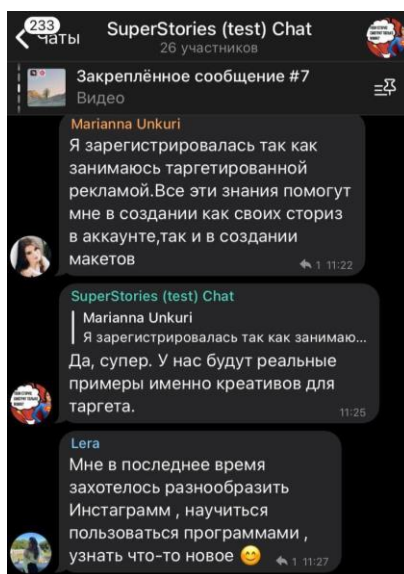 233
Чаты
SuperStories (test) Chat
26 участников
Закреплённое сообщение #7
Видео
Marianna Unkuri
Я зарегистрировалась так как
занимаюсь таргетированной
рекламой.Все эти знания помогут
мне в создании как своих сториз
в аккаунте,так и в создании
макетов
1 11:22
SuperStories (test) Chat
Marianna Unkuri
Я зарегистрировалась так как занимаю...
Да, супер. У нас будут реальные
примеры именно креативов для
таргета.
11:25
Lera
Мне в последнее время
захотелось разнообразить
Инстаграмм , научиться
пользоваться программами ,
узнать что-то новое 😊
1 11:27